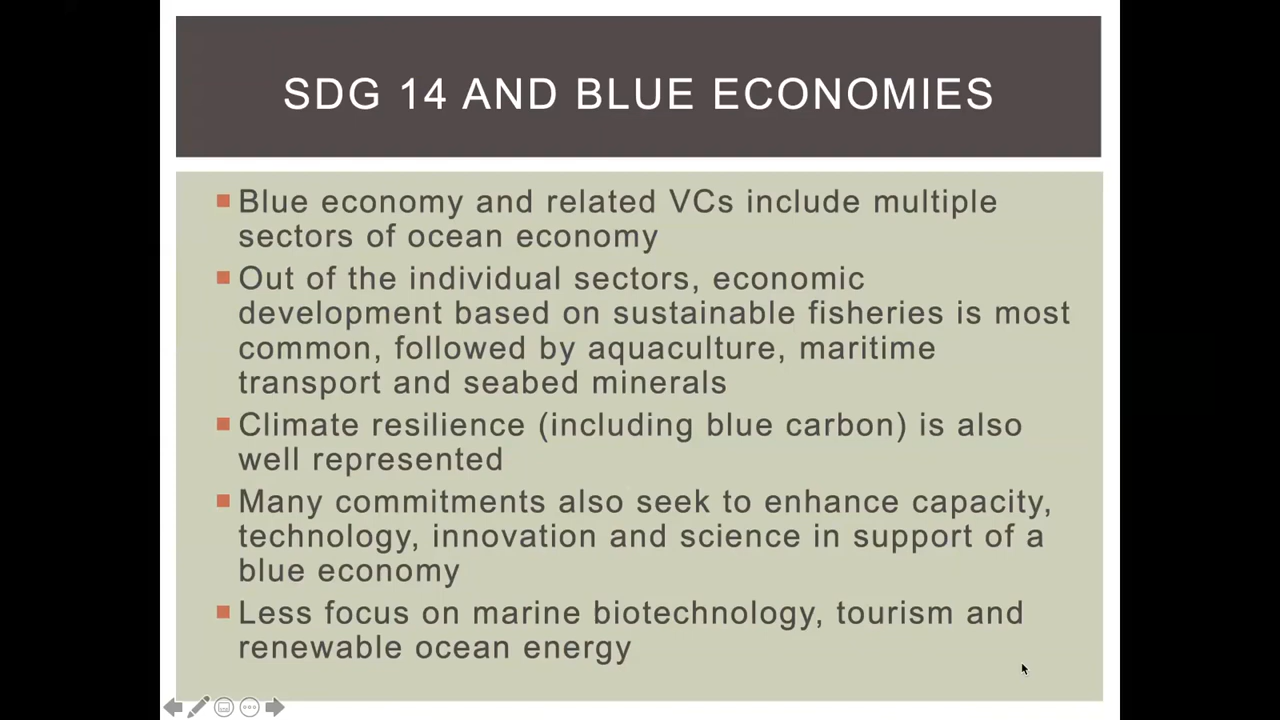 SDG 14 AND BLUE ECONOMIES
Blue economy and related VCs include multiple
sectors of ocean economy
Out of the individual sectors, economic
development based on sustainable fisheries is most
common, followed by aquaculture, maritime
transport and seabed minerals
Climate resilience (including blue carbon) is also
well represented
Many commitments also seek to enhance capacity,
technology, innovation and science in support of a
blue economy
Less focus on marine biotechnology, tourism and
renewable ocean energy